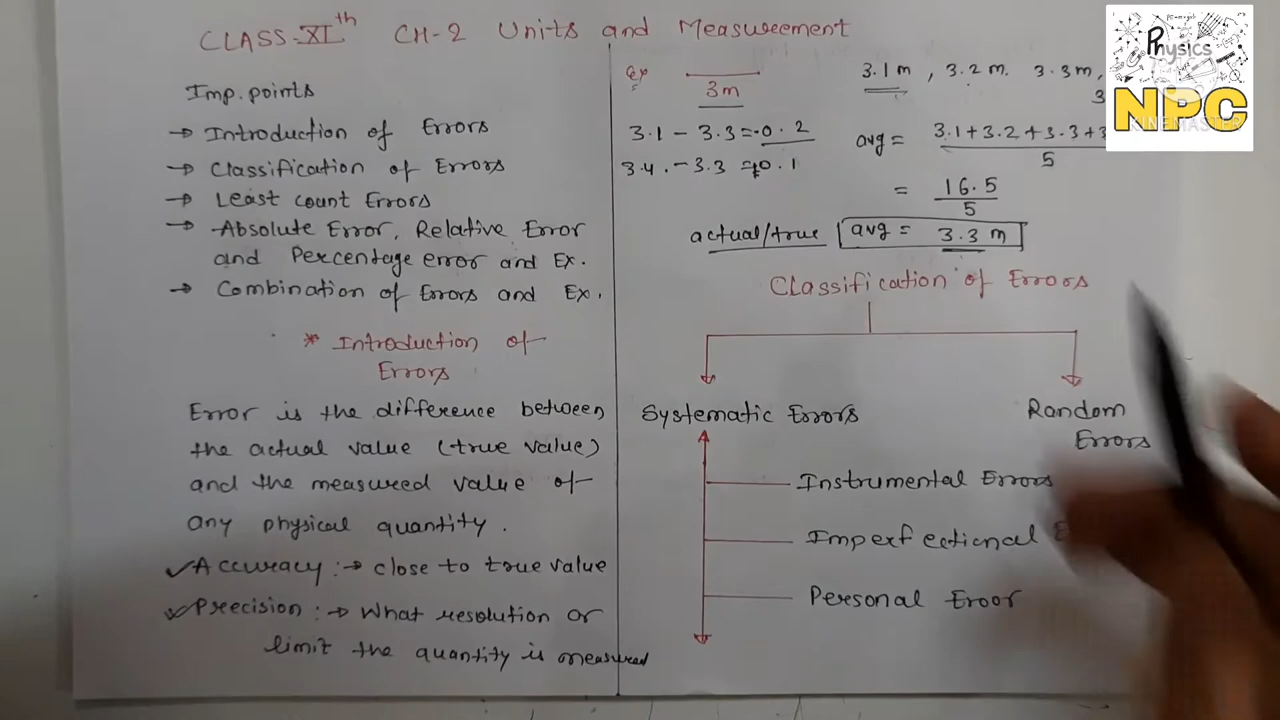 CLASS-XIth CH-2 Units and Measurement
Imp. points
→ Introduction of Errors
→ Classification of Errors
→ Least count Errors
→ Absolute Error, Relative Error
and Percentage error and Ex.
→ Combination of Errors and Ex.
* Introduction of
Errors
Error is the difference between
the actual value (true value)
and the measured value of
any physical quantity.
✓Accuracy :→ close to true value
✓Precision :→ What resolution or
limit the quantity is measured
Ex
3m
3.1m, 3.2m. 3.3m,
3
3.1 - 3.3 = -0.2
3.4. - 3.3 = +0.1
avg = 3.1+3.2+3.3+3
5
= 16.5
5
actual/true avg = 3.3 m
Classification of Errors
Systematic Errors
Random
Errors
Instrumental Errors
Imperfectional E
Personal Eroor
Physics
NPC
KINEMASTER